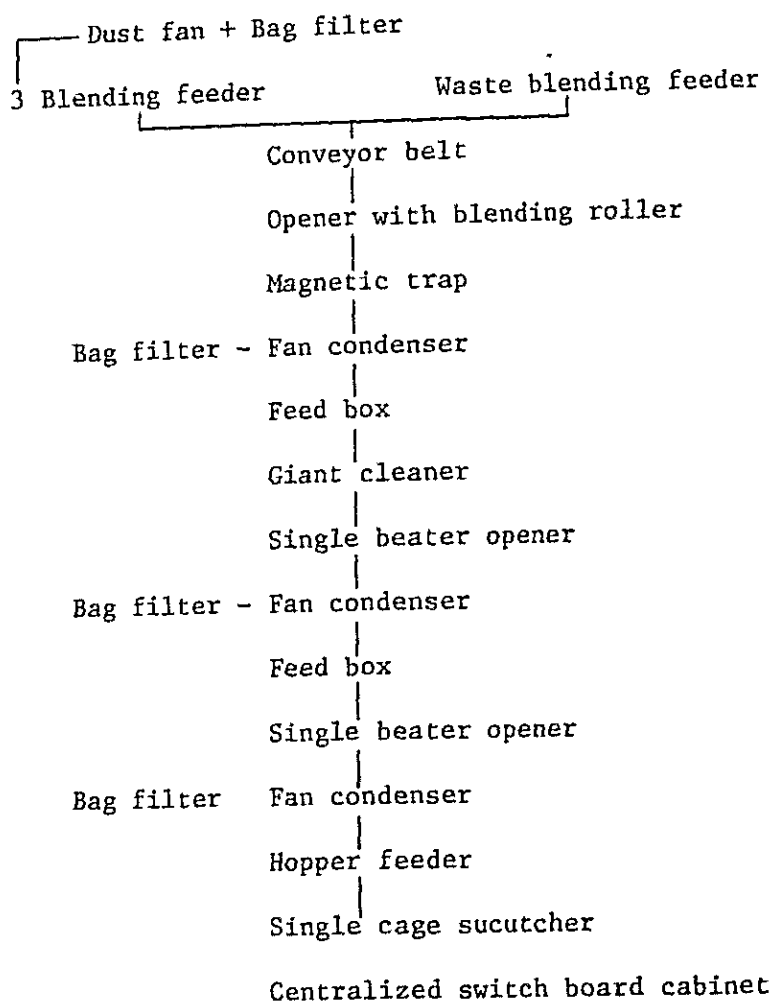 Dust fan + Bag filter
3 Blending feeder Waste blending feeder
Conveyor belt
Opener with blending roller
Magnetic trap
Bag filter - Fan condenser
Feed box
Giant cleaner
Single beater opener
Bag filter - Fan condenser
Feed box
Single beater opener
Bag filter Fan condenser
Hopper feeder
Single cage sucutcher
Centralized switch board cabinet